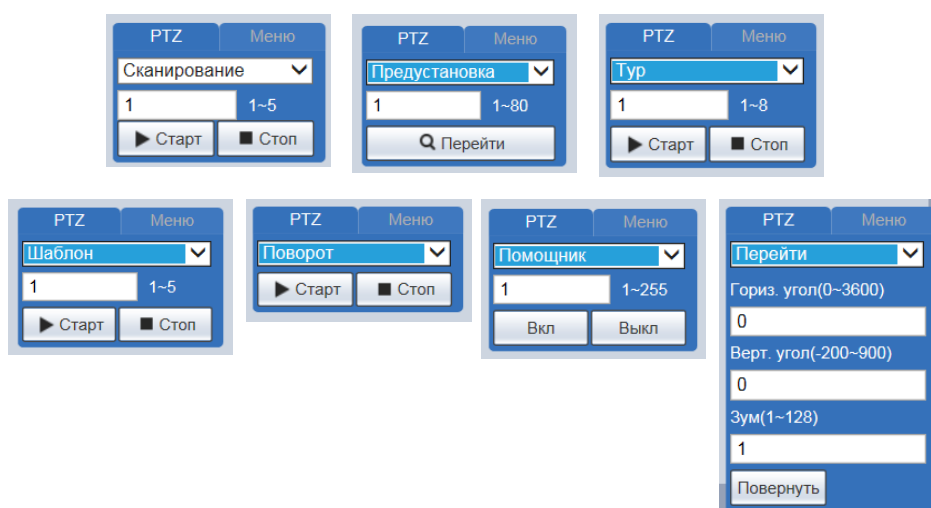 PTZ Меню
Сканирование
1 1~5
Старт Стоп
PTZ Меню
Предустановка
1 1~80
Перейти
PTZ Меню
Тур
1 1~8
Старт Стоп
PTZ Меню
Шаблон
1 1~5
Старт Стоп
PTZ Меню
Поворот
Старт Стоп
PTZ Меню
Помощник
1 1~255
Вкл Выкл
PTZ Меню
Перейти
Гориз. угол(0~3600)
0
Верт. угол(-200~900)
0
Зум(1~128)
1
Повернуть